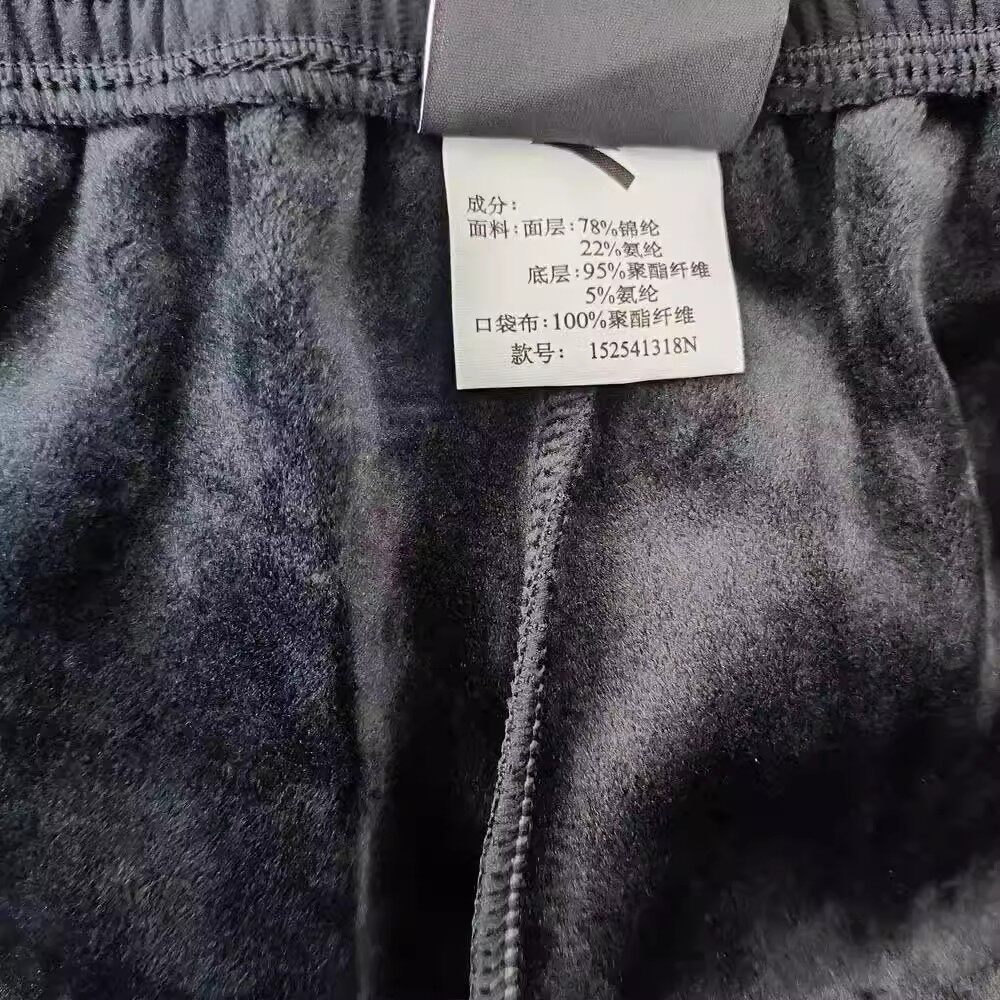 成分:
面料:面层:78%锦纶
22%氨纶
底层:95%聚酯纤维
5%氨纶
口袋布:100%聚酯纤维
款号: 152541318N